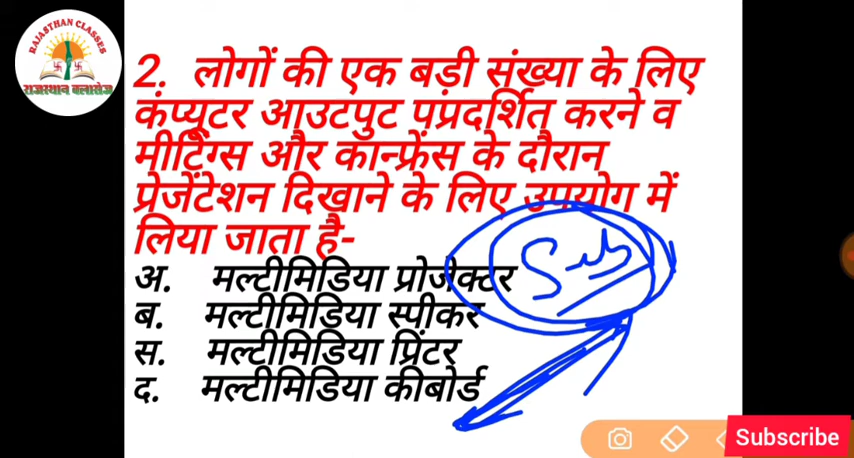 RAJASTHAN CLASSES
राजस्थान क्लासेज
2. लोगों की एक बड़ी संख्या के लिए
कंप्यूटर आउटपुट पप्रदर्शित करने व
मीटिंग्स और कान्फ्रेंस के दौरान
प्रेजेंटेशन दिखाने के लिए उपयोग में
लिया जाता है-
Sub
अ. मल्टीमिडिया प्रोजेक्टर
ब. मल्टीमिडिया स्पीकर
स. मल्टीमिडिया प्रिंटर
द. मल्टीमिडिया कीबोर्ड
Subscribe